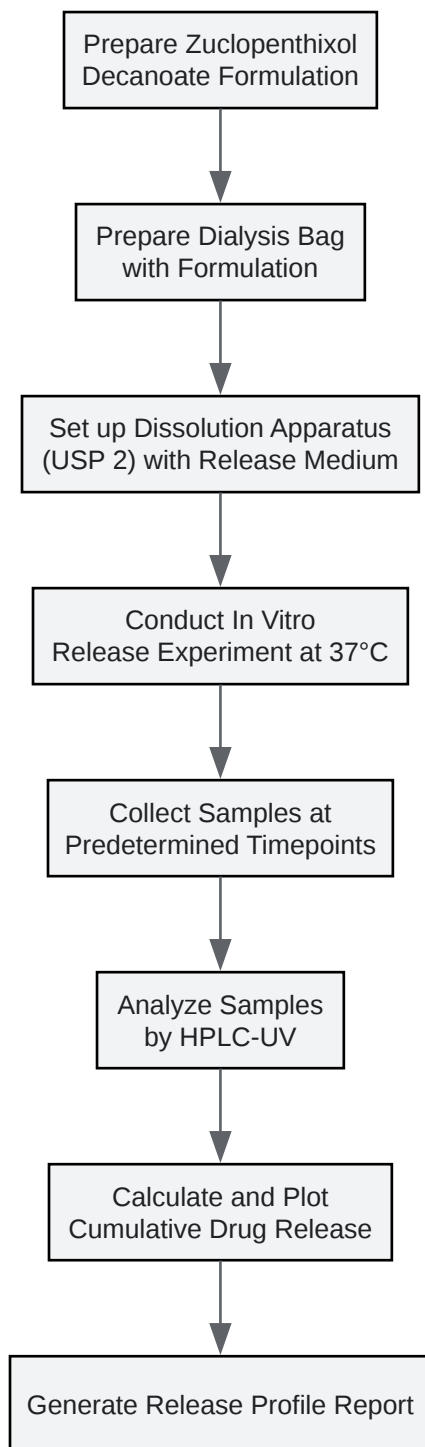 Prepare Zuclopenthixol
Decanoate Formulation
Prepare Dialysis Bag
with Formulation
Set up Dissolution Apparatus
(USP 2) with Release Medium
Conduct In Vitro
Release Experiment at 37°C
Collect Samples at
Predetermined Timepoints
Analyze Samples
by HPLC-UV
Calculate and Plot
Cumulative Drug Release
Generate Release Profile Report